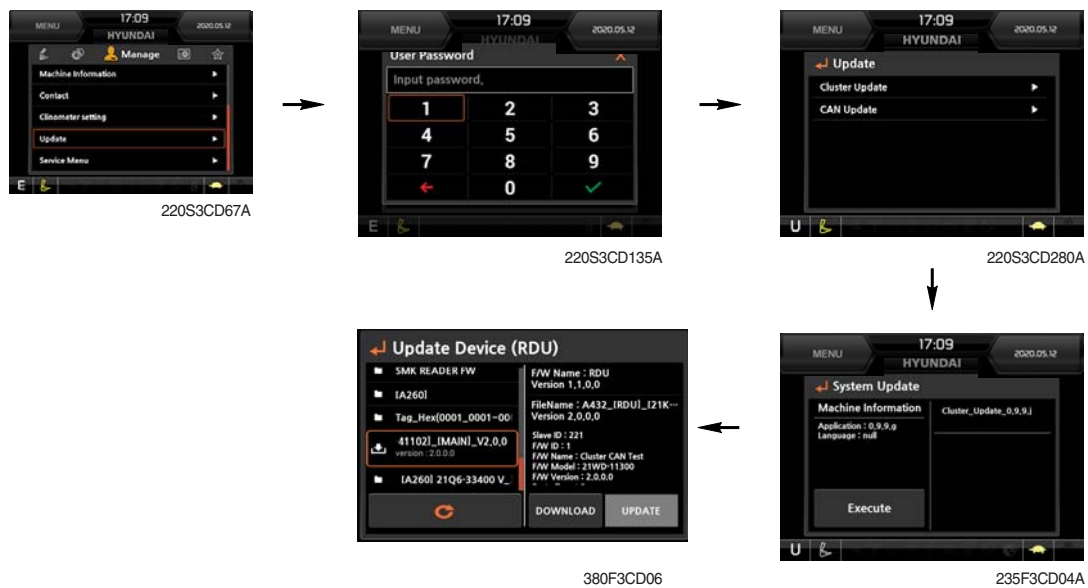 MENU
17:09
2020.05.12
HYUNDAI
Manage
Machine Information
Contact
Clinometer setting
Update
Service Menu
E
220S3CD67A
MENU
17:09
2020.05.12
HYUNDAI
User Password
X
Input password.
1 2 3
4 5 6
7 8 9
0
E
220S3CD135A
MENU
17:09
2020.05.12
HYUNDAI
Update
Cluster Update
CAN Update
U
220S3CD280A
MENU
17:09
2020.05.12
HYUNDAI
System Update
Machine Information
Application : 0,9,9,g
Language : null
Execute
Cluster_Update_0,9,9,j
U
235F3CD04A
Update Device (RDU)
SMK READER FW
[A260]
Tag_Hex(0001_0001-00
41102]_[MAIN]_V2,0,0
version : 2.0.0.0
[A260] 21Q6-33400 V_
F/W Name : RDU
Version 1,1,0,0
FileName : A432_[RDU]_[21K…
Version 2,0,0,0
Slave ID : 221
F/W ID : 1
F/W Name : Cluster CAN Test
F/W Model : 21WD-11300
F/W Version : 2,0,0,0
DOWNLOAD
UPDATE
380F3CD06